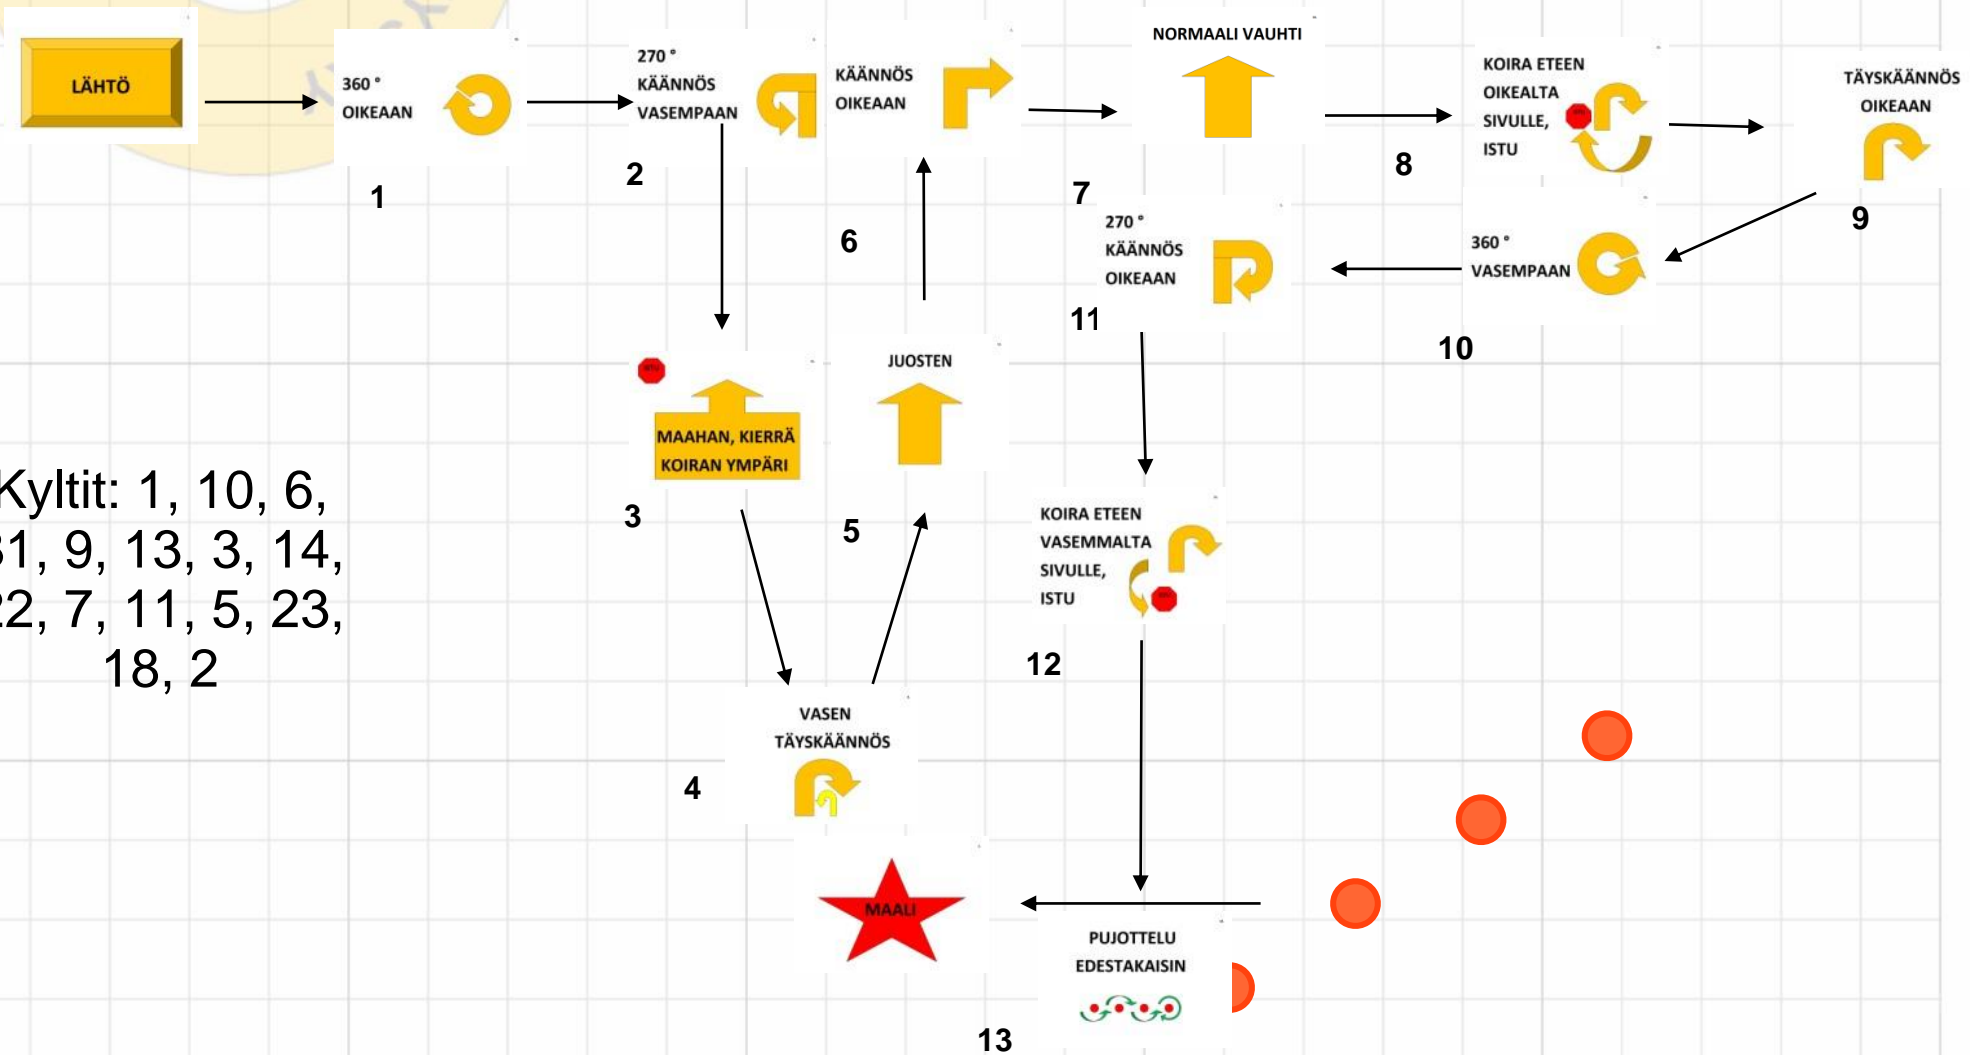 LÄHTÖ
360 °
OIKEAAN
1
270 °
KÄÄNNÖS
VASEMPAAN
2
KÄÄNNÖS
OIKEAAN
6
NORMAALI VAUHTI
7
KOIRA ETEEN
OIKEALTA
SIVULLE,
ISTU
8
TÄYSKÄÄNNÖS
OIKEAAN
9
270 °
KÄÄNNÖS
OIKEAAN
11
360 °
VASEMPAAN
10
MAAHAN, KIERRÄ
KOIRAN YMPÄRI
3
JUOSTEN
5
Kyltit: 1, 10, 6,
31, 9, 13, 3, 14,
22, 7, 11, 5, 23,
18, 2
KOIRA ETEEN
VASEMMALTA
SIVULLE,
ISTU
12
VASEN
TÄYSKÄÄNNÖS
4
MAALI
PUJOTTELU
EDESTAKAISIN
13